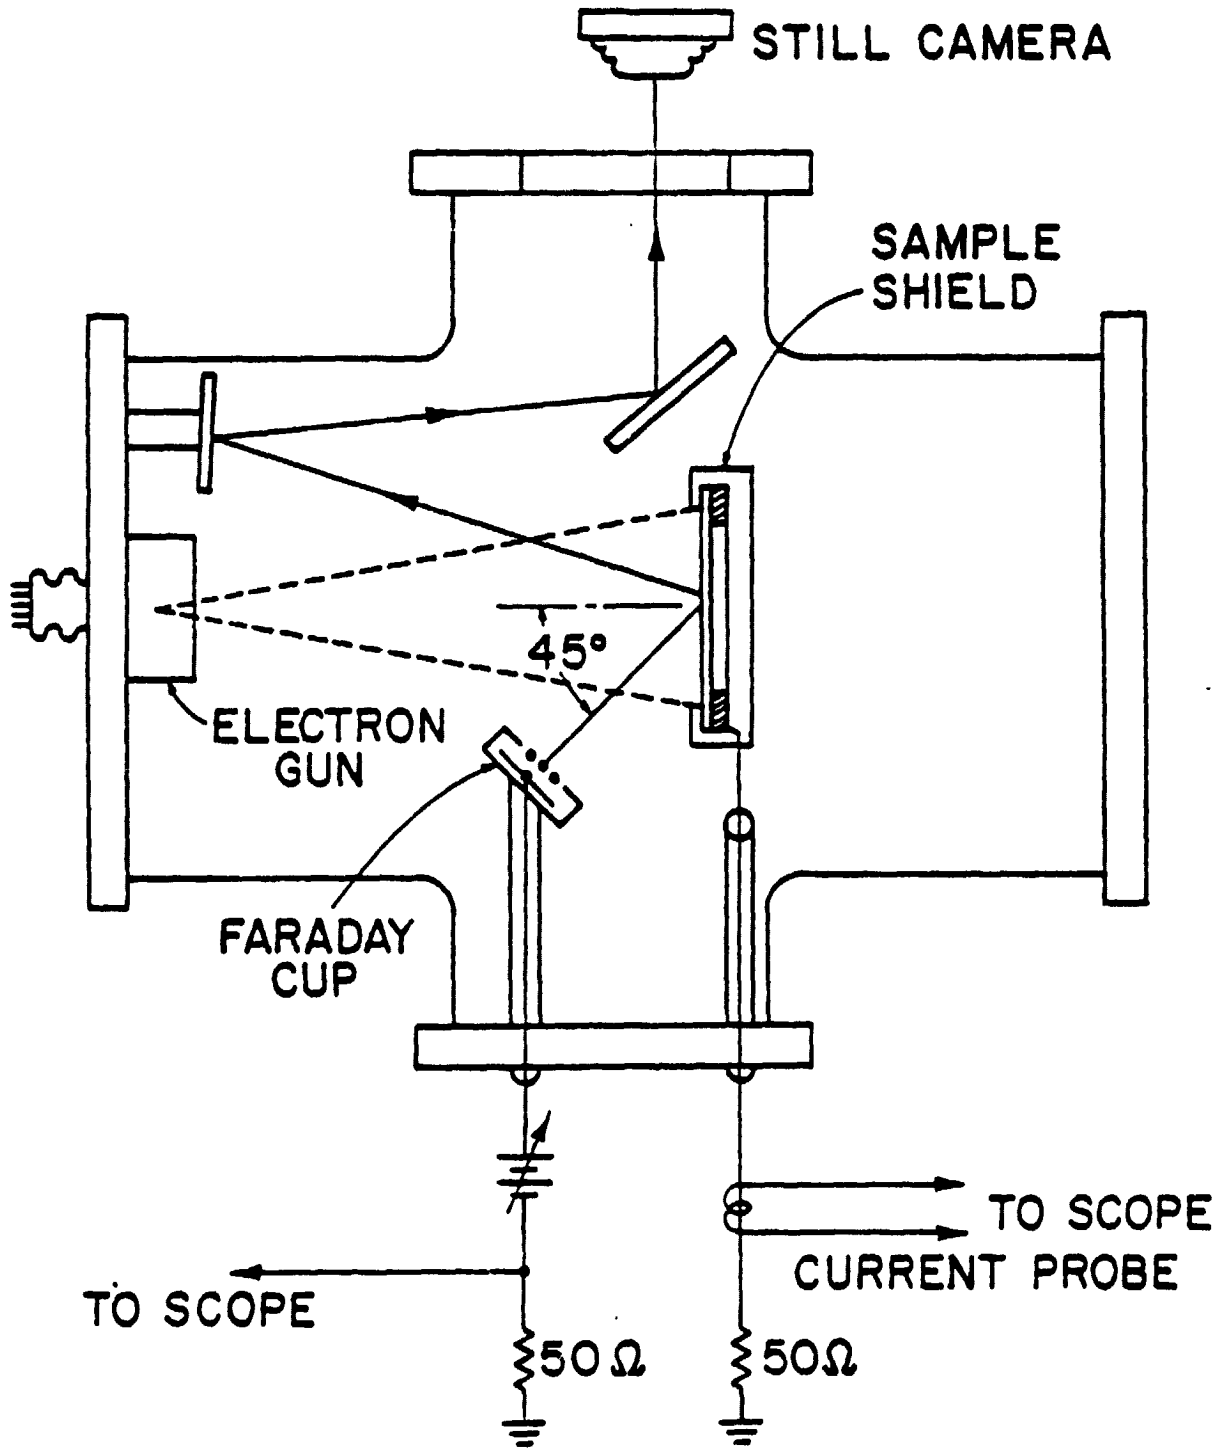 STILL CAMERA
SAMPLE
SHIELD
45°
ELECTRON
GUN
FARADAY
CUP
TO SCOPE
CURRENT PROBE
TO SCOPE
50Ω
50Ω